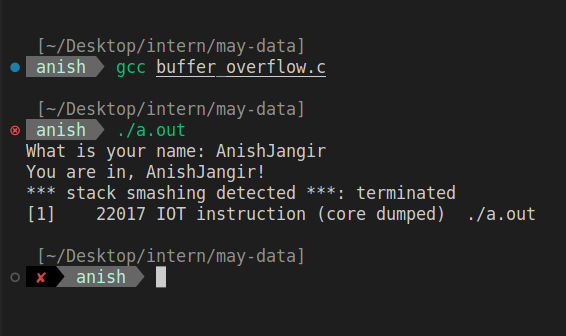 [~/Desktop/intern/may-data]
anish gcc buffer_overflow.c
[~/Desktop/intern/may-data]
anish ./a.out
What is your name: AnishJangir
You are in, AnishJangir!
*** stack smashing detected ***: terminated
[1]    22017 IOT instruction (core dumped)  ./a.out
[~/Desktop/intern/may-data]
✘ anish